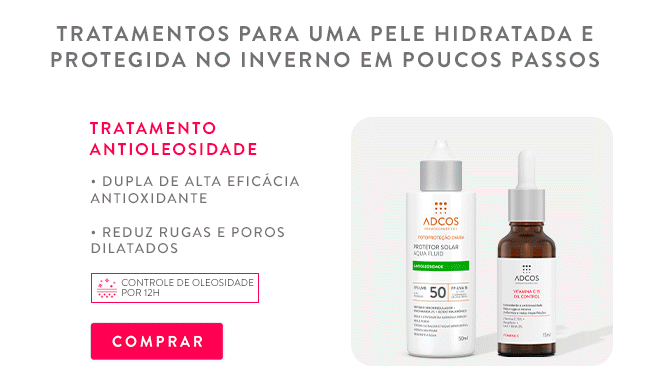 TRATAMENTOS PARA UMA PELE HIDRATADA E
PROTEGIDA NO INVERNO EM POUCOS PASSOS
TRATAMENTO
ANTIOLEOSIDADE
• DUPLA DE ALTA EFICÁCIA
ANTIOXIDANTE
• REDUZ RUGAS E POROS
DILATADOS
CONTROLE DE OLEOSIDADE
POR 12H
COMPRAR
ADCOS
FOTOPROTEÇÃO DIÁRIA
PROTETOR SOLAR
AQUA FLUID
ANTIOLEOSIDADE
50
50ml
ADCOS
VITAMINA C 15
OIL CONTROL
15ml